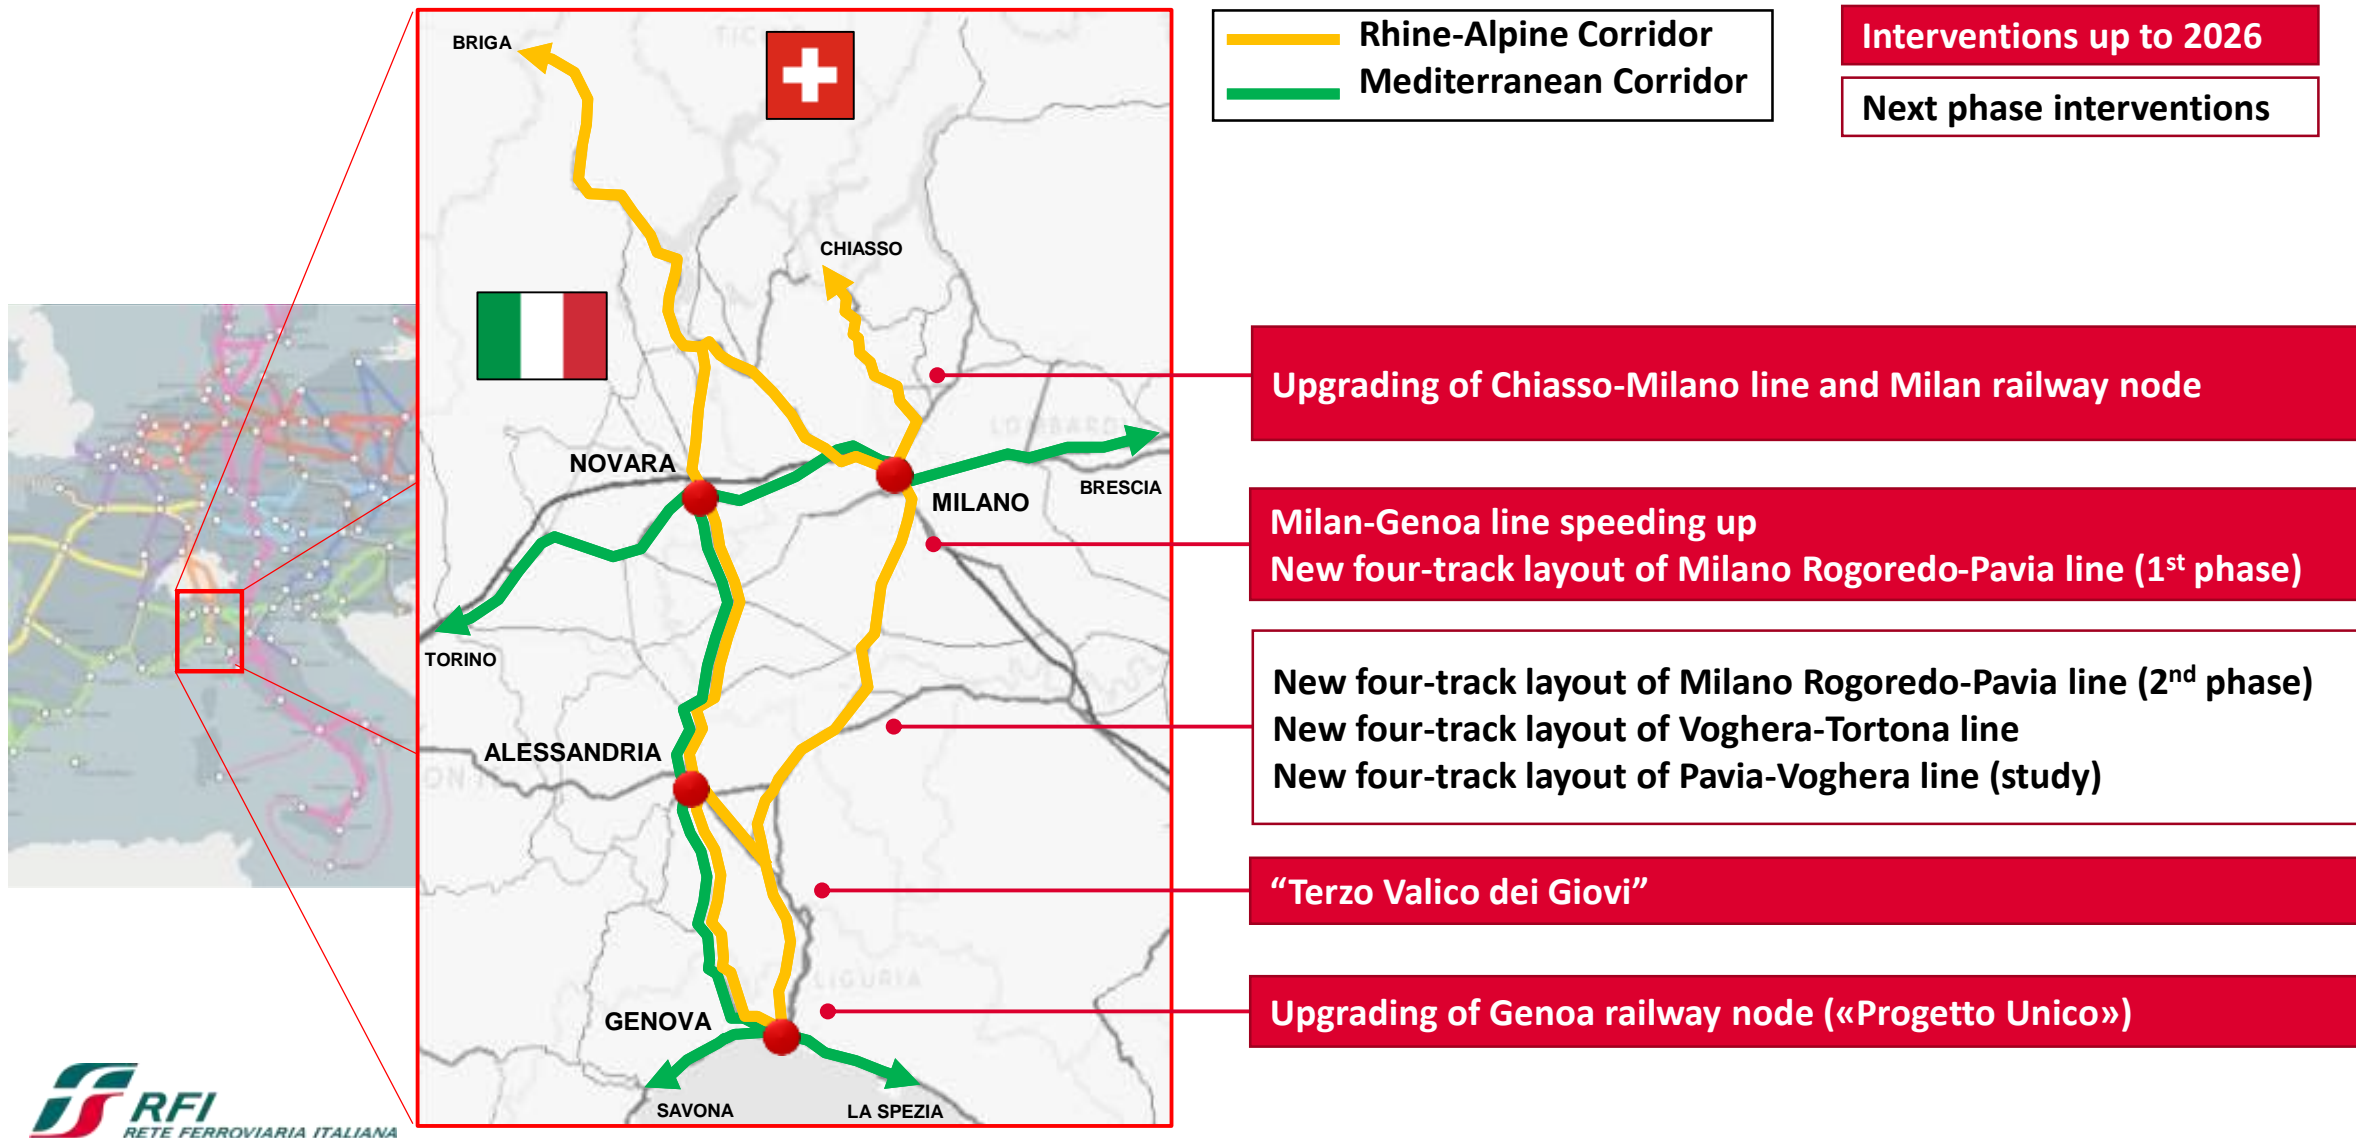 BRIGA
TIC
Rhine-Alpine Corridor
Mediterranean Corridor
Interventions up to 2026
Next phase interventions
CHIASSO
Upgrading of Chiasso-Milano line and Milan railway node
LOMBARD
NOVARA
MILANO
BRESCIA
Milan-Genoa line speeding up
New four-track layout of Milano Rogoredo-Pavia line (1st phase)
TORINO
New four-track layout of Milano Rogoredo-Pavia line (2nd phase)
New four-track layout of Voghera-Tortona line
New four-track layout of Pavia-Voghera line (study)
ALESSANDRIA
“Terzo Valico dei Giovi”
LIGURIA
GENOVA
Upgrading of Genoa railway node («Progetto Unico»)
SAVONA
LA SPEZIA
RFI
RETE FERROVIARIA ITALIANA